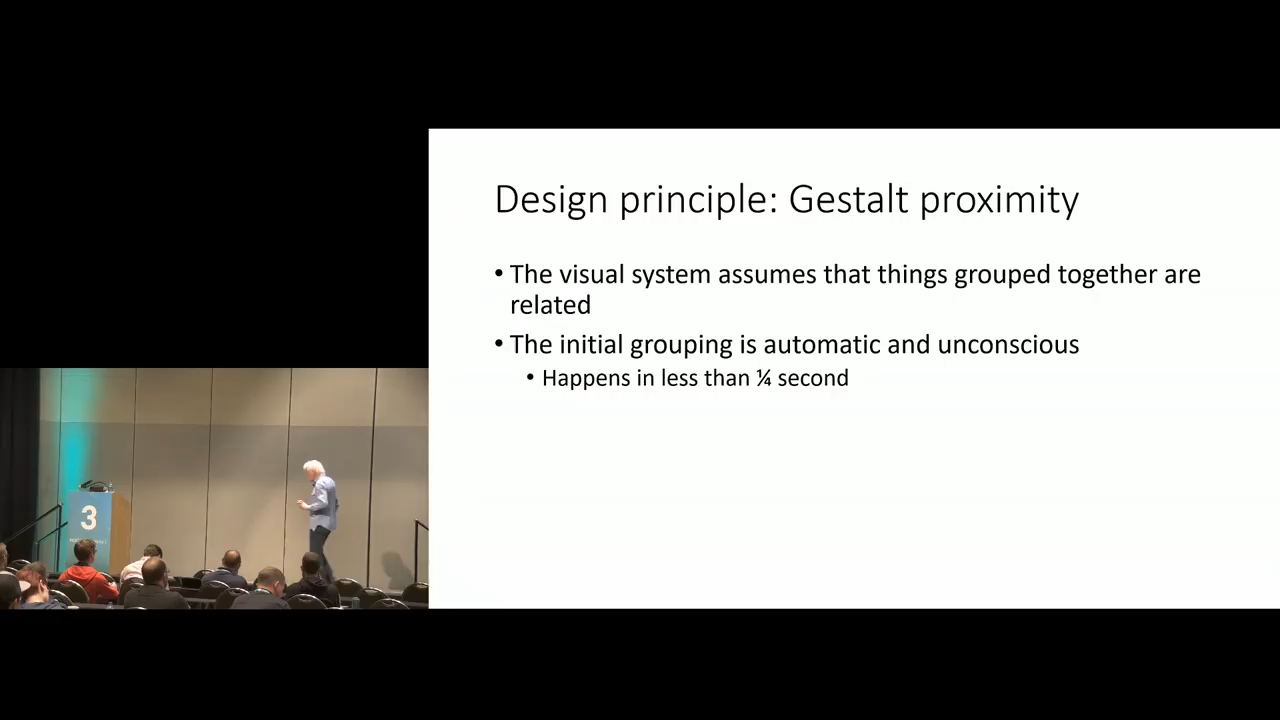 Design principle: Gestalt proximity
• The visual system assumes that things grouped together are
related
• The initial grouping is automatic and unconscious
• Happens in less than ¼ second
3